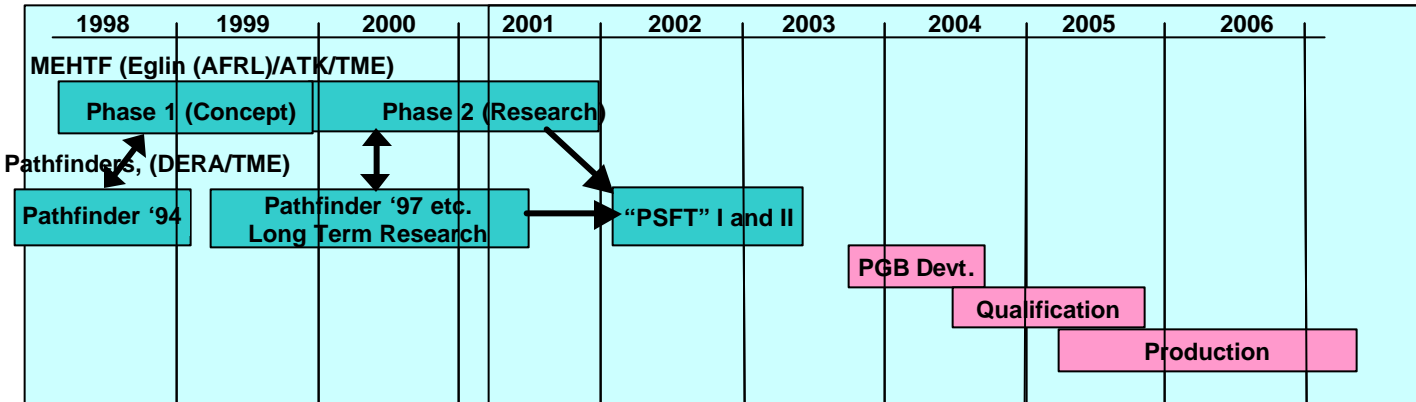 1998 1999 2000 2001 2002 2003 2004 2005 2006
MEHTF (Eglin (AFRL)/ATK/TME)
Phase 1 (Concept) Phase 2 (Research)
Pathfinders, (DERA/TME)
Pathfinder ‘94
Pathfinder ‘97 etc.
Long Term Research
“PSFT” I and II
PGB Devt.
Qualification
Production